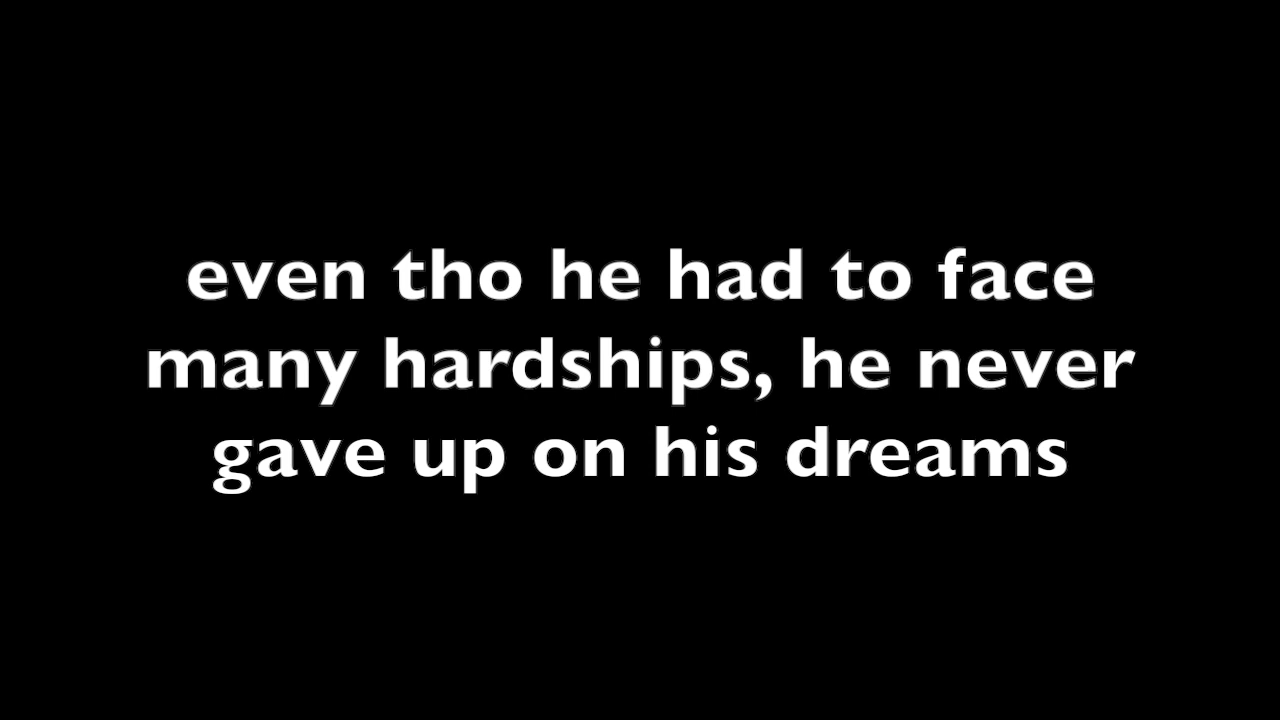 even tho he had to face
many hardships, he never
gave up on his dreams